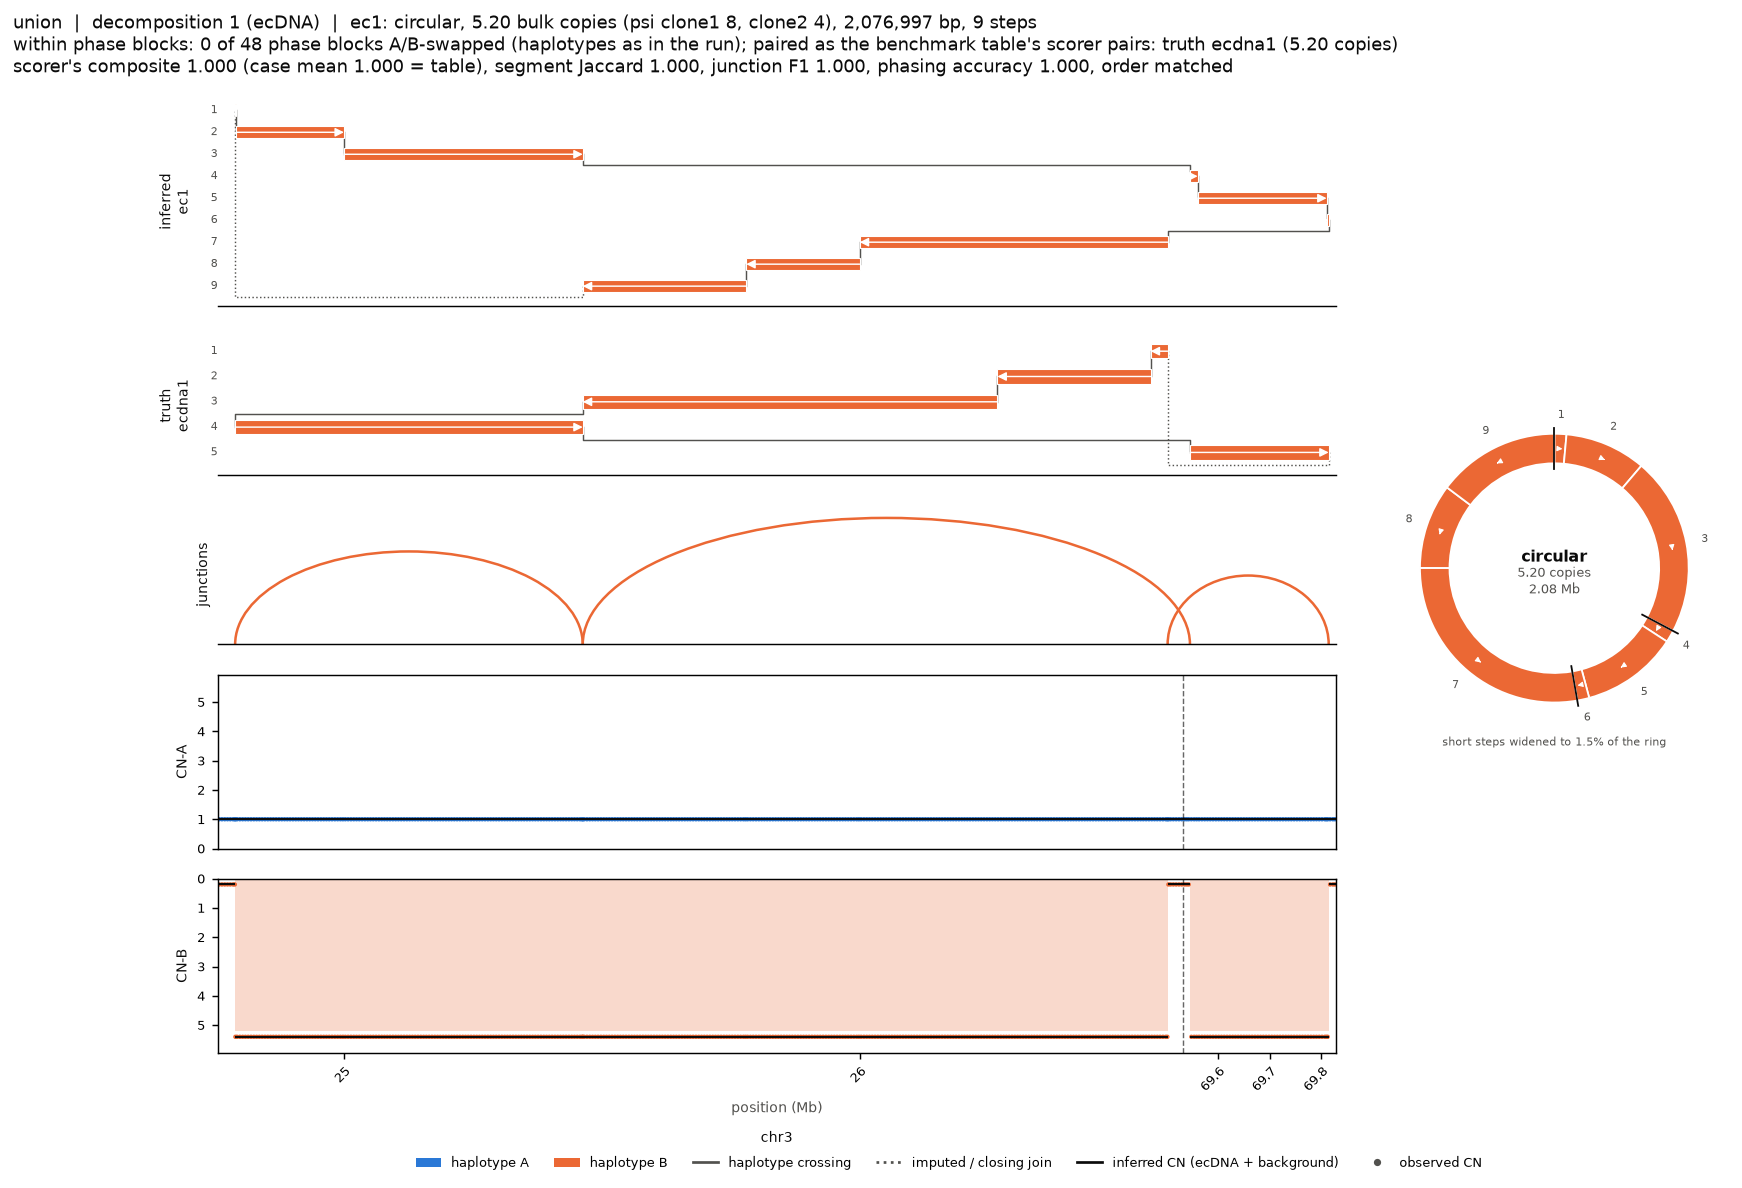 union | decomposition 1 (ecDNA) | ec1: circular, 5.20 bulk copies (psi clone1 8, clone2 4), 2,076,997 bp, 9 steps
within phase blocks: 0 of 48 phase blocks A/B-swapped (haplotypes as in the run); paired as the benchmark table's scorer pairs: truth ecdna1 (5.20 copies)
scorer's composite 1.000 (case mean 1.000 = table), segment Jaccard 1.000, junction F1 1.000, phasing accuracy 1.000, order matched
inferred
ec1
1
2
3
4
5
6
7
8
9
truth
ecdna1
1
2
3
4
5
junctions
CN-A
5
4
3
2
1
0
CN-B
0
1
2
3
4
5
25
26
69.6
69.7
69.8
position (Mb)
chr3
1
2
3
4
5
6
7
8
9
circular
5.20 copies
2.08 Mb
short steps widened to 1.5% of the ring
haplotype A
haplotype B
haplotype crossing
imputed / closing join
inferred CN (ecDNA + background)
observed CN